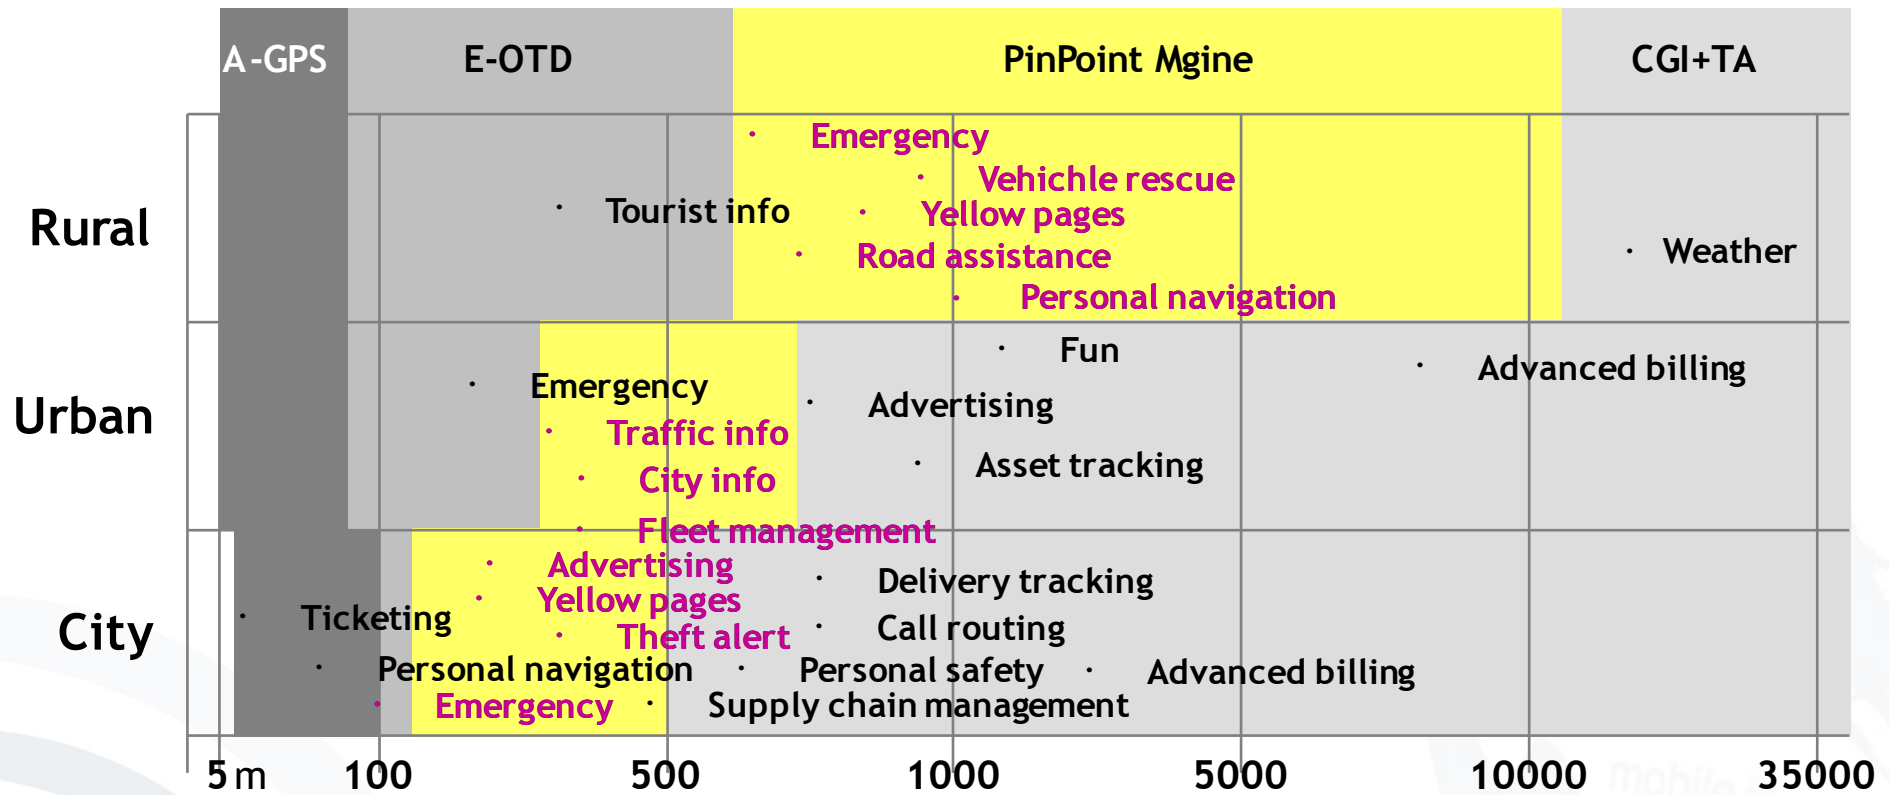 A-GPS E-OTD PinPoint Mgine CGI+TA
Rural
· Emergency
· Vehichle rescue
· Tourist info
· Yellow pages
· Road assistance
· Weather
· Personal navigation
Urban
· Fun
· Advanced billing
· Emergency
· Advertising
· Traffic info
· Asset tracking
· City info
· Fleet management
City
· Advertising
· Delivery tracking
· Yellow pages
· Ticketing
· Theft alert
· Call routing
· Personal navigation
· Personal safety
· Advanced billing
· Emergency
· Supply chain management
5 m 100 500 1000 5000 10000 35000
mobile